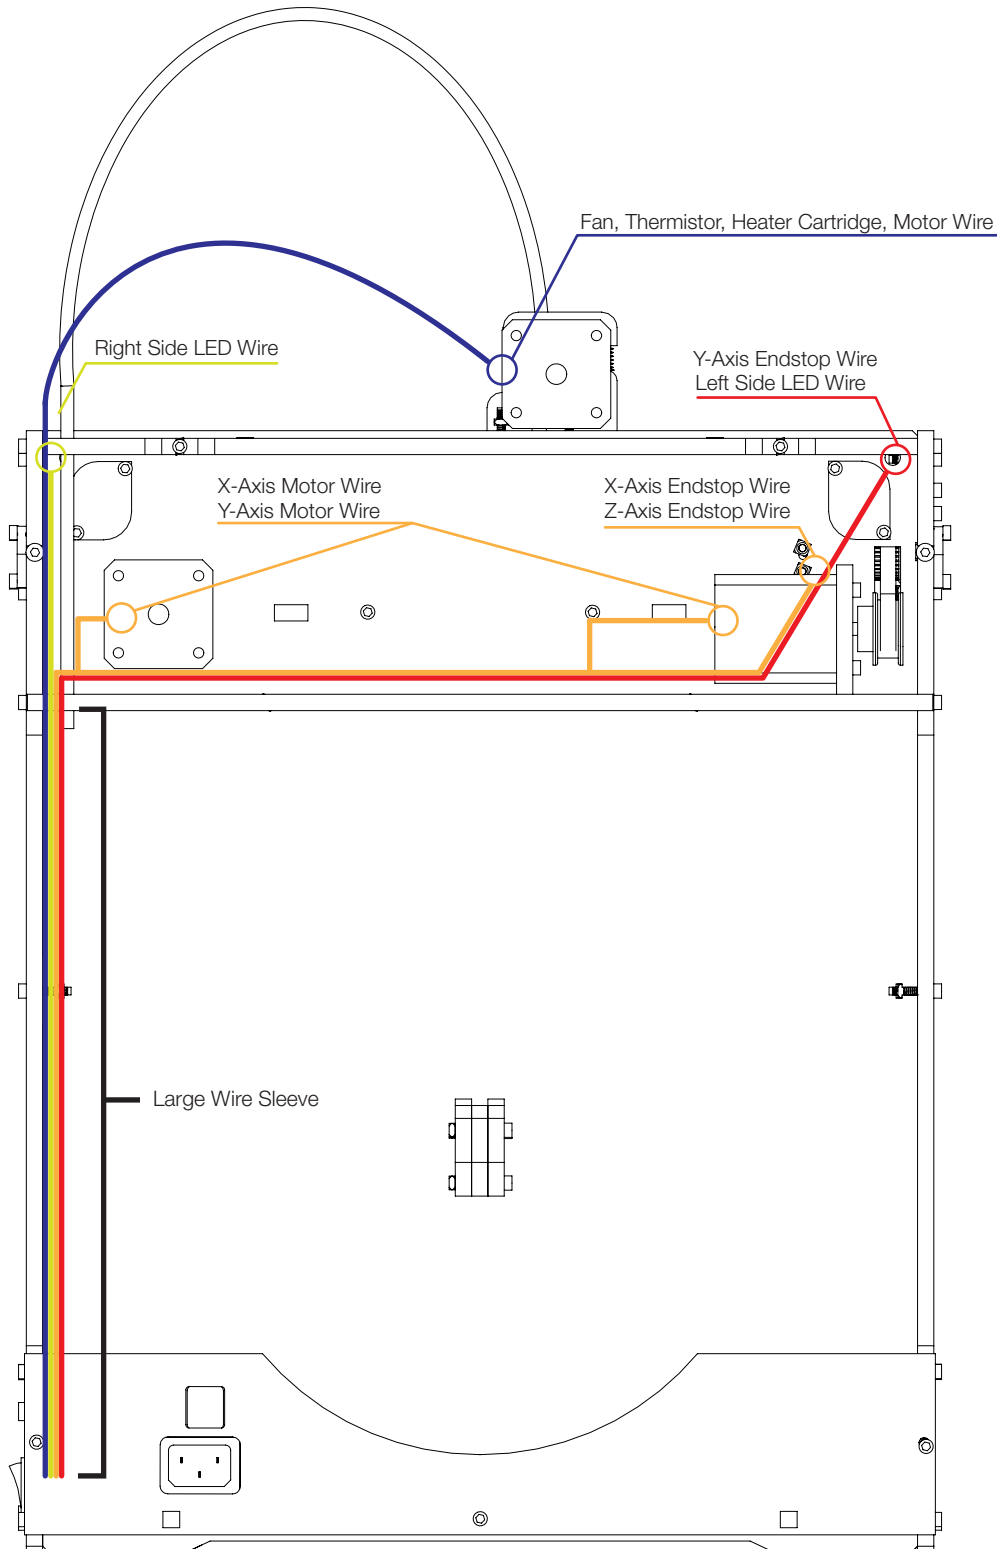 Fan, Thermistor, Heater Cartridge, Motor Wire
Right Side LED Wire
Y-Axis Endstop Wire
Left Side LED Wire
X-Axis Motor Wire
Y-Axis Motor Wire
X-Axis Endstop Wire
Z-Axis Endstop Wire
Large Wire Sleeve